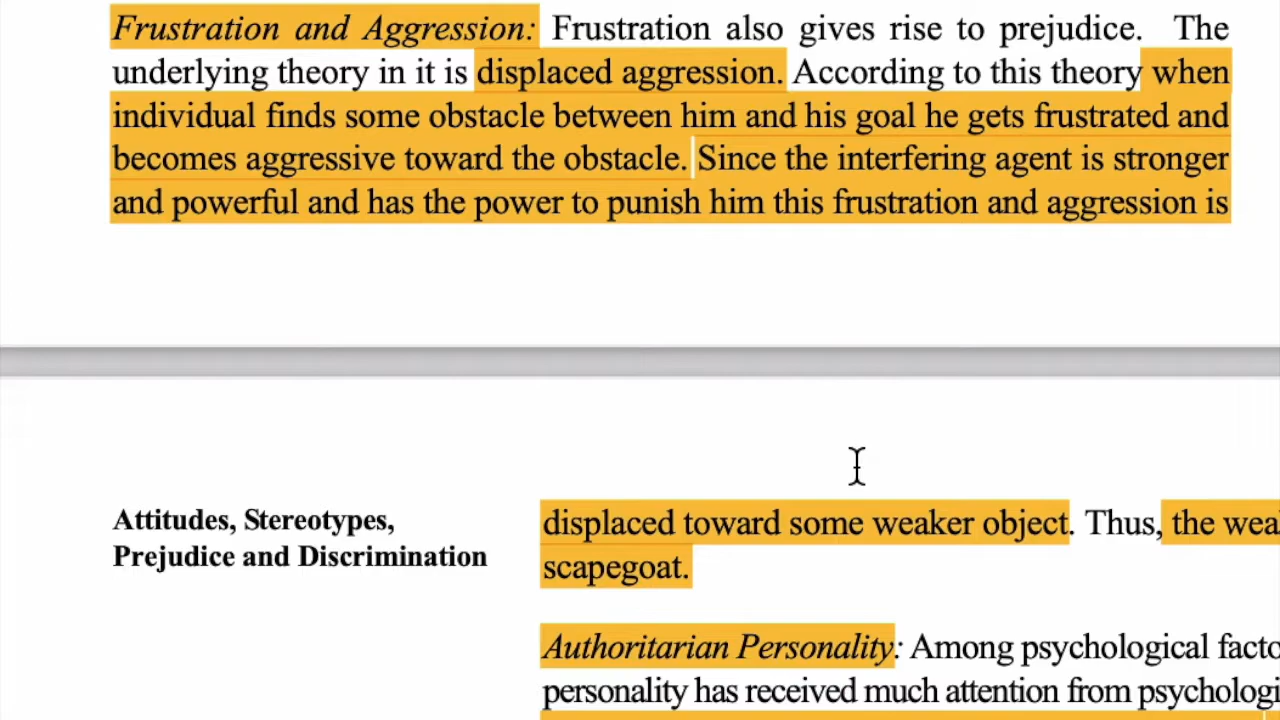 Frustration and Aggression: Frustration also gives rise to prejudice. The
underlying theory in it is displaced aggression. According to this theory when
individual finds some obstacle between him and his goal he gets frustrated and
becomes aggressive toward the obstacle. Since the interfering agent is stronger
and powerful and has the power to punish him this frustration and aggression is
Attitudes, Stereotypes,
Prejudice and Discrimination
displaced toward some weaker object. Thus, the
scapegoat.
Authoritarian Personality: Among psychological
personality has received much attention from